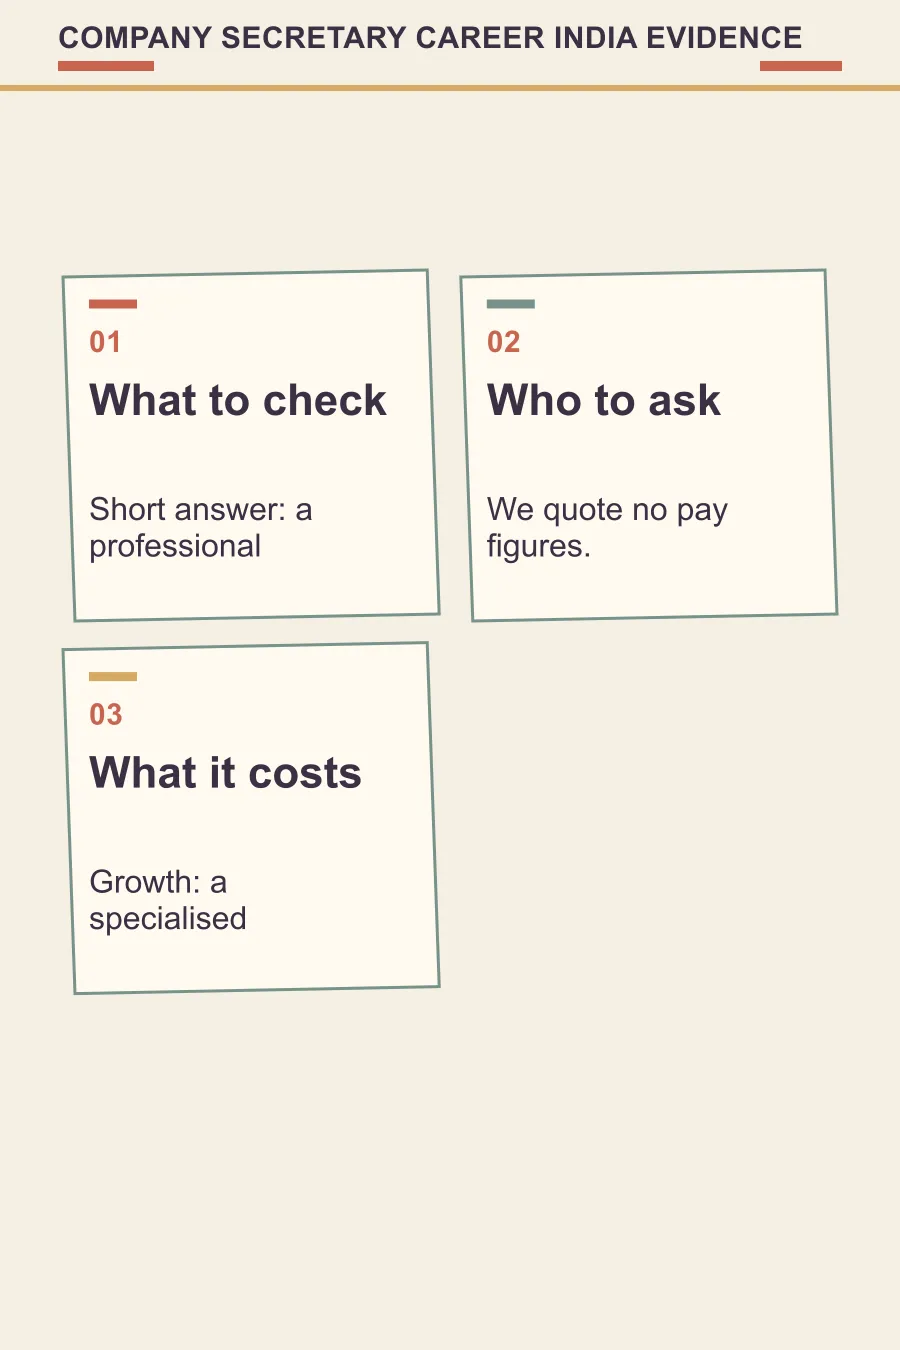 COMPANY SECRETARY CAREER INDIA EVIDENCE
01
What to check
Short answer: a
professional
02
Who to ask
We quote no pay
figures.
03
What it costs
Growth: a
specialised